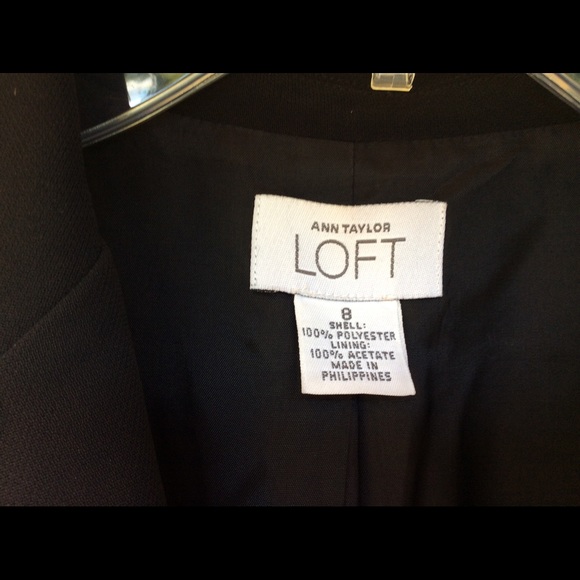 ANN TAYLOR
LOFT
8
SHELL:
100% POLYESTER
LINING:
100% ACETATE
MADE IN
PHILIPPINES